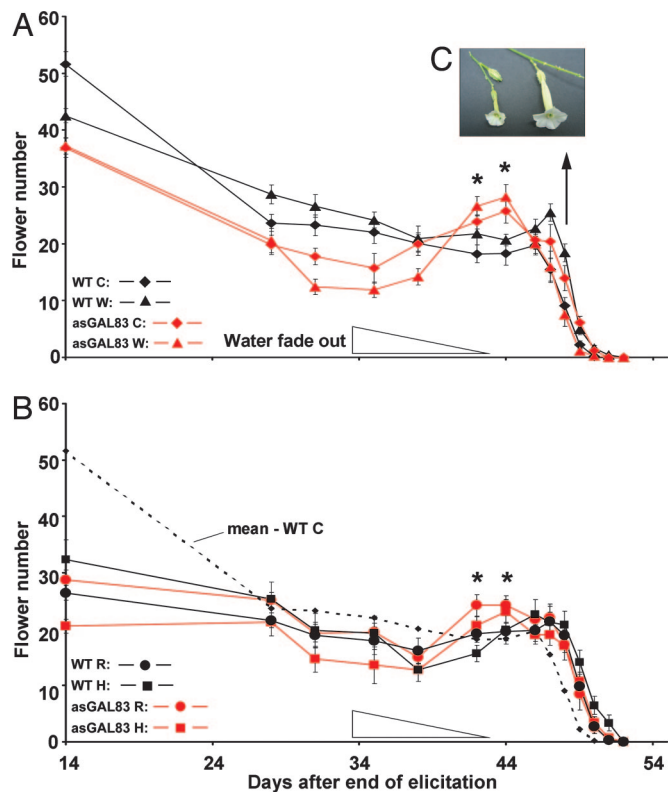 A
60
50
40
30
20
10
0
Flower number
C
* *
WT C:
WT W:
asGAL83 C:
asGAL83 W:
Water fade out
B
60
50
40
30
20
10
0
Flower number
mean - WT C
* *
WT R:
WT H:
asGAL83 R:
asGAL83 H:
14 24 34 44 54
Days after end of elicitation